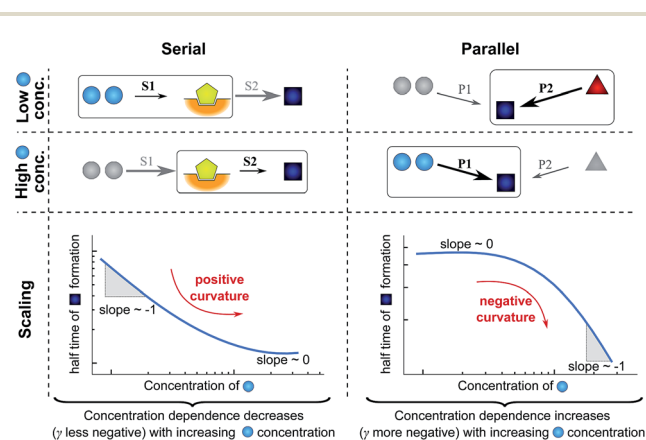 Serial
Parallel
Low conc.
S1
S2
P1
P2
High conc.
S1
S2
P1
P2
Scaling
half time of formation
positive
curvature
slope ~ -1
slope ~ 0
Concentration of
half time of formation
slope ~ 0
negative
curvature
slope ~ -1
Concentration of
Concentration dependence decreases
(γ less negative) with increasing concentration
Concentration dependence increases
(γ more negative) with increasing concentration